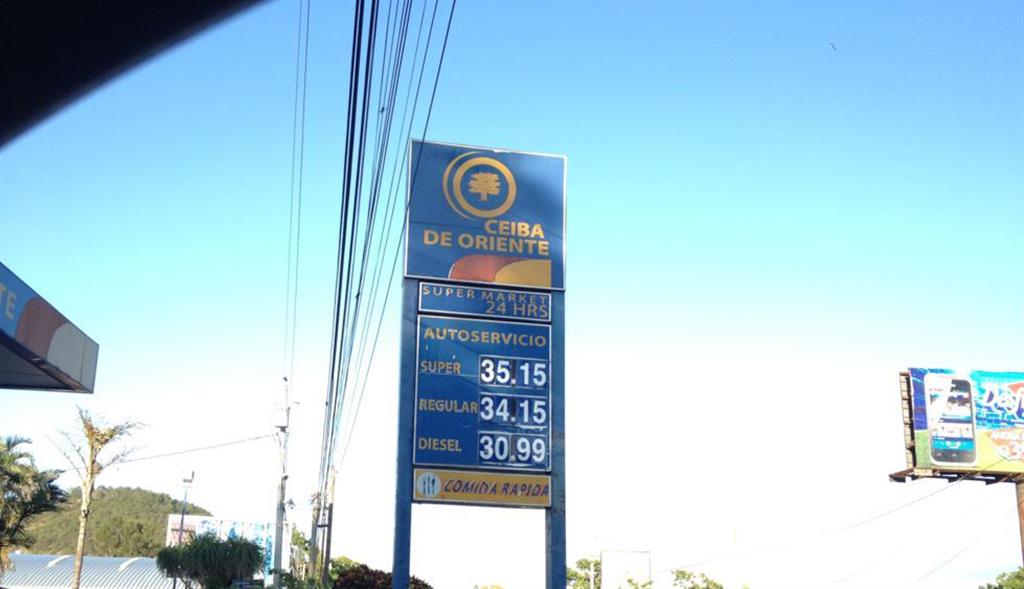 CEIBA
DE ORIENTE
SUPER MARKET
24 HRS
AUTOSERVICIO
SUPER 35.15
REGULAR 34.15
DIESEL 30.99
COMIDA RAPIDA
TE